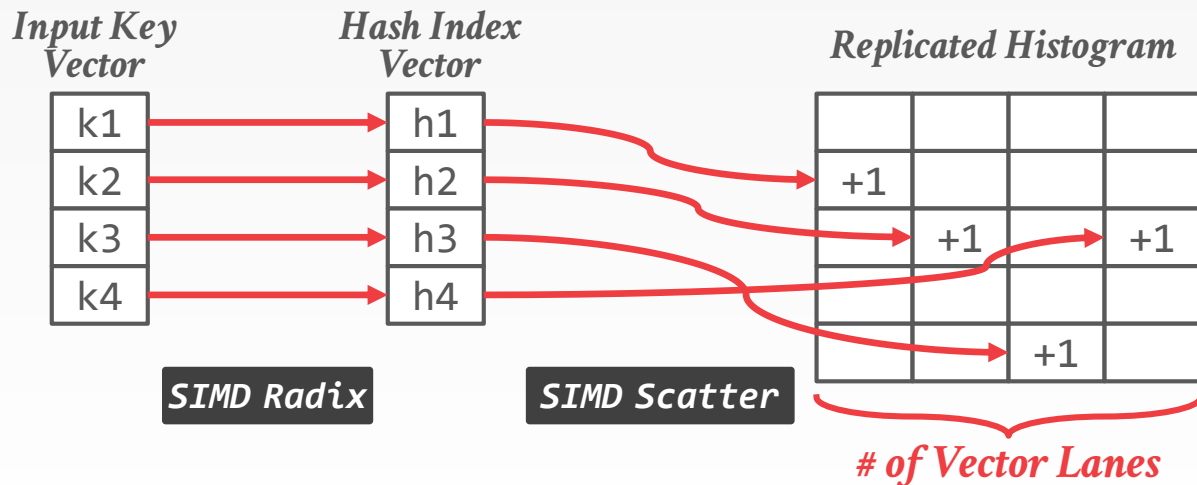 Input Key
Vector
Hash Index
Vector
Replicated Histogram
k1
h1
k2
h2
+1
k3
h3
+1
+1
k4
h4
+1
SIMD Radix
SIMD Scatter
# of Vector Lanes